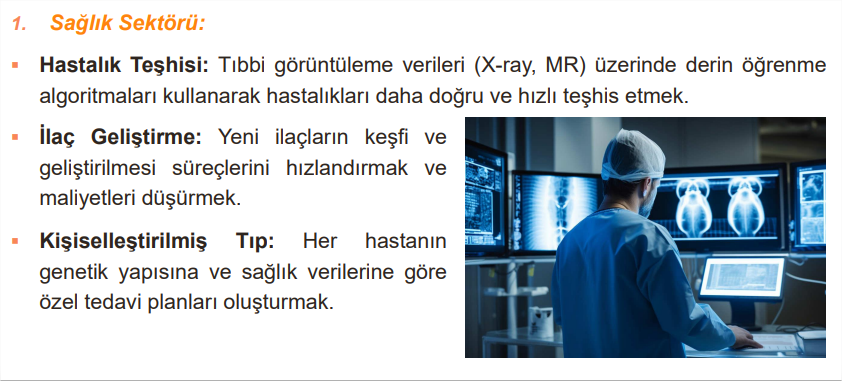 1. Sağlık Sektörü:
▪ Hastalık Teşhisi: Tıbbi görüntüleme verileri (X-ray, MR) üzerinde derin öğrenme
algoritmaları kullanarak hastalıkları daha doğru ve hızlı teşhis etmek.
▪ İlaç Geliştirme: Yeni ilaçların keşfi ve
geliştirilmesi süreçlerini hızlandırmak ve
maliyetleri düşürmek.
▪ Kişiselleştirilmiş Tıp: Her hastanın
genetik yapısına ve sağlık verilerine göre
özel tedavi planları oluşturmak.